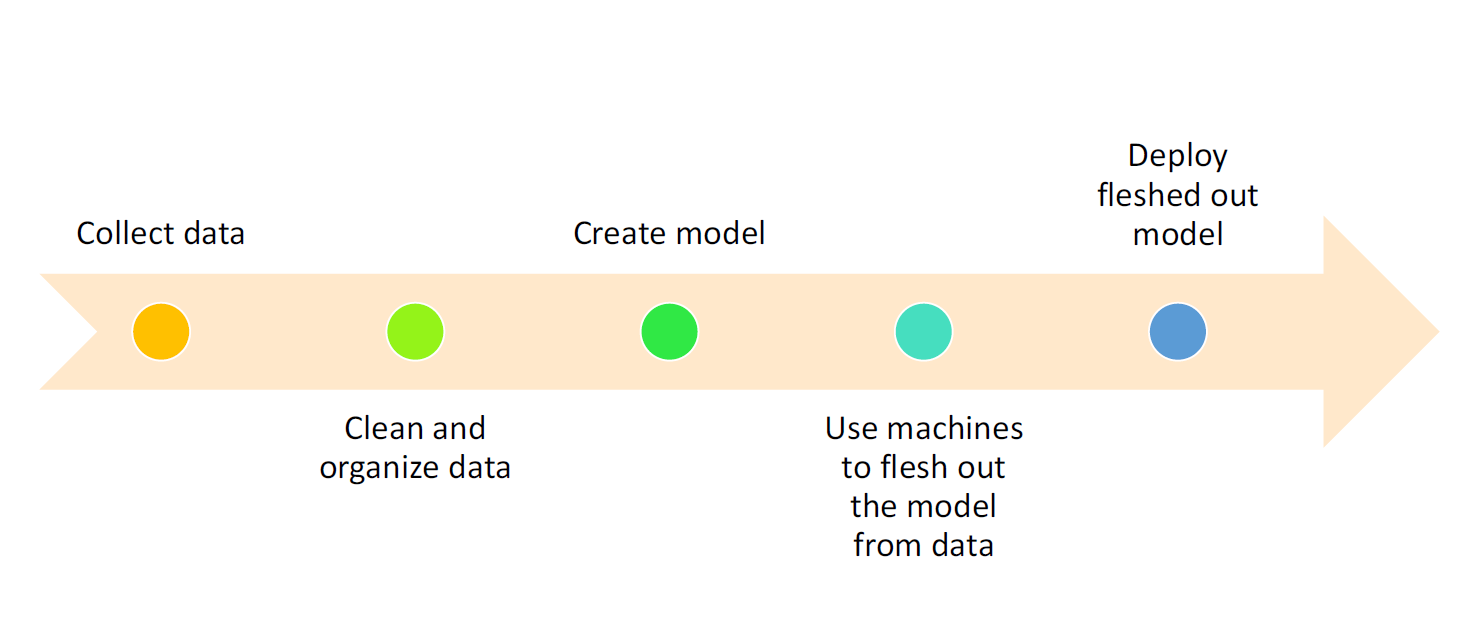 Collect data
Clean and
organize data
Create model
Use machines
to flesh out
the model
from data
Deploy
fleshed out
model